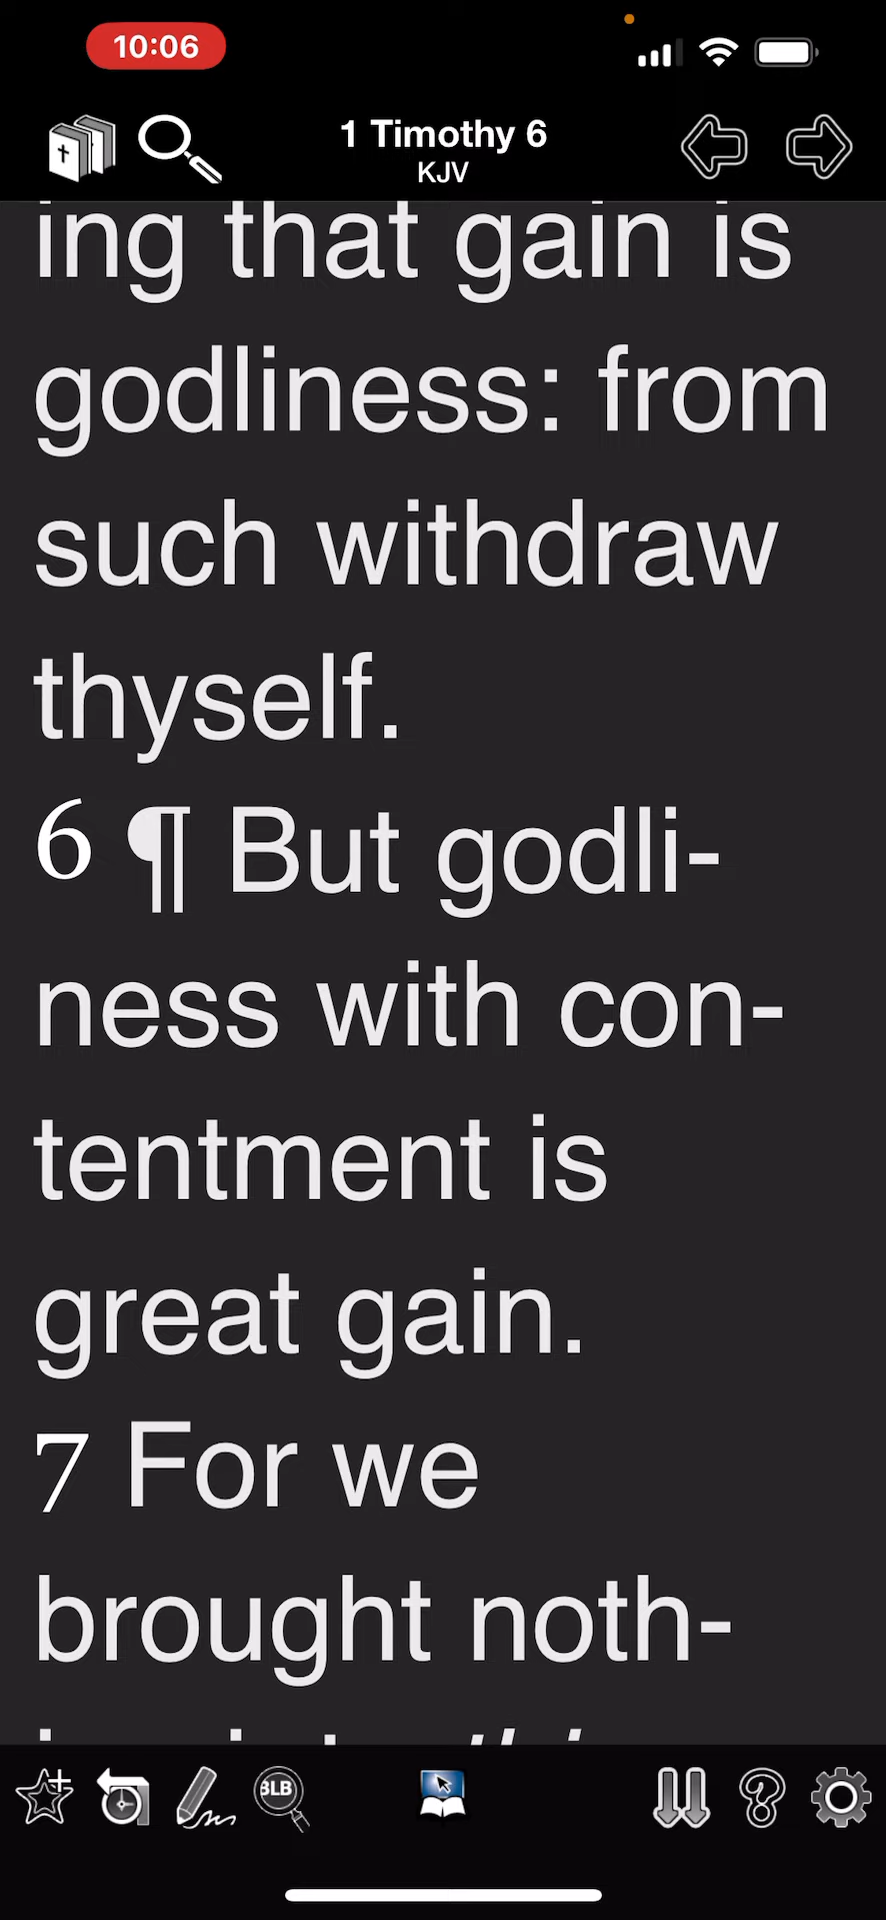 10:06
1 Timothy 6
KJV
ing that gain is
godliness: from
such withdraw
thyself.
6 ¶ But godli-
ness with con-
tentment is
great gain.
7 For we
brought noth-
BLB